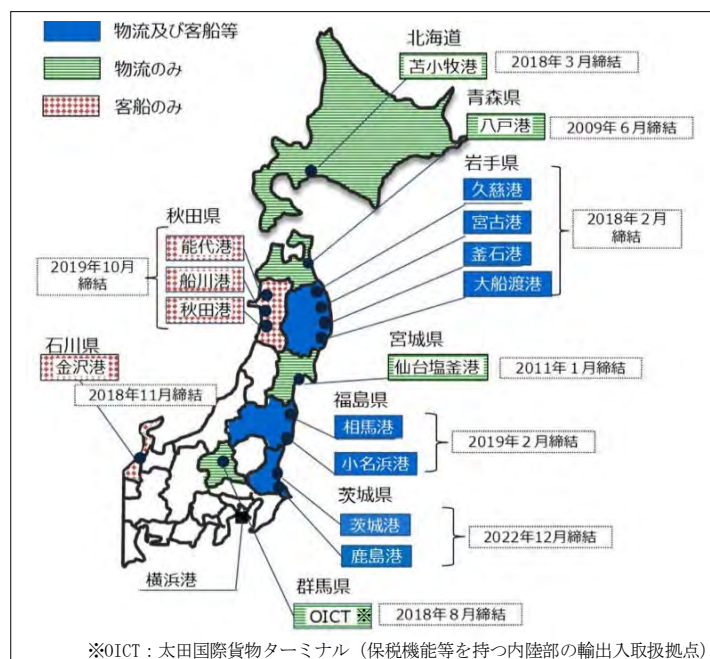 物流及び客船等
物流のみ
客船のみ
北海道
苫小牧港
2018年3月締結
青森県
八戸港
2009年6月締結
岩手県
久慈港
宮古港
釜石港
大船渡港
2018年2月
締結
秋田県
能代港
船川港
秋田港
2019年10月
締結
石川県
金沢港
2018年11月締結
宮城県
仙台塩釜港
2011年1月締結
福島県
相馬港
小名浜港
2019年2月締結
茨城県
茨城港
鹿島港
2022年12月締結
横浜港
群馬県
OICT ※
2018年8月締結
※OICT：太田国際貨物ターミナル（保税機能等を持つ内陸部の輸出入取扱拠点）